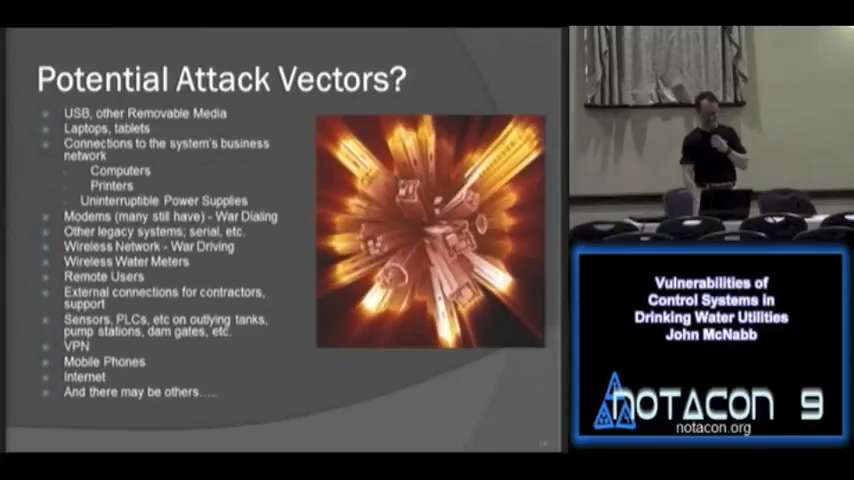 Potential Attack Vectors?
USB, other Removable Media
Laptops, tablets
Connections to the system's business
network
Computers
Printers
Uninterruptible Power Supplies
Modems (many still have) - War Dialing
Other legacy systems; serial, etc.
Wireless Network - War Driving
Wireless Water Meters
Remote Users
External connections for contractors,
support
Sensors, PLCs, etc on outlying tanks,
pump stations, dam gates, etc.
VPN
Mobile Phones
Internet
And there may be others.....
Vulnerabilities of
Control Systems in
Drinking Water Utilities
John McNabb
NOTACON 9
notacon.org